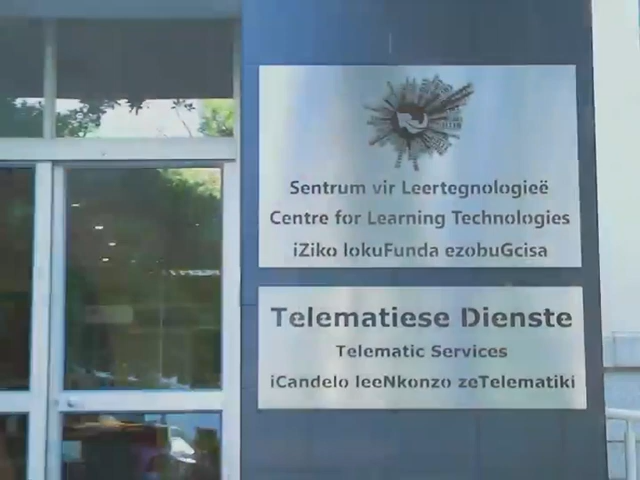 Sentrum vir Leertegnologieë
Centre for Learning Technologies
iZiko lokuFunda ezobuGcisa
Telematiese Dienste
Telematic Services
iCandelo leeNkonzo zeTelematiki